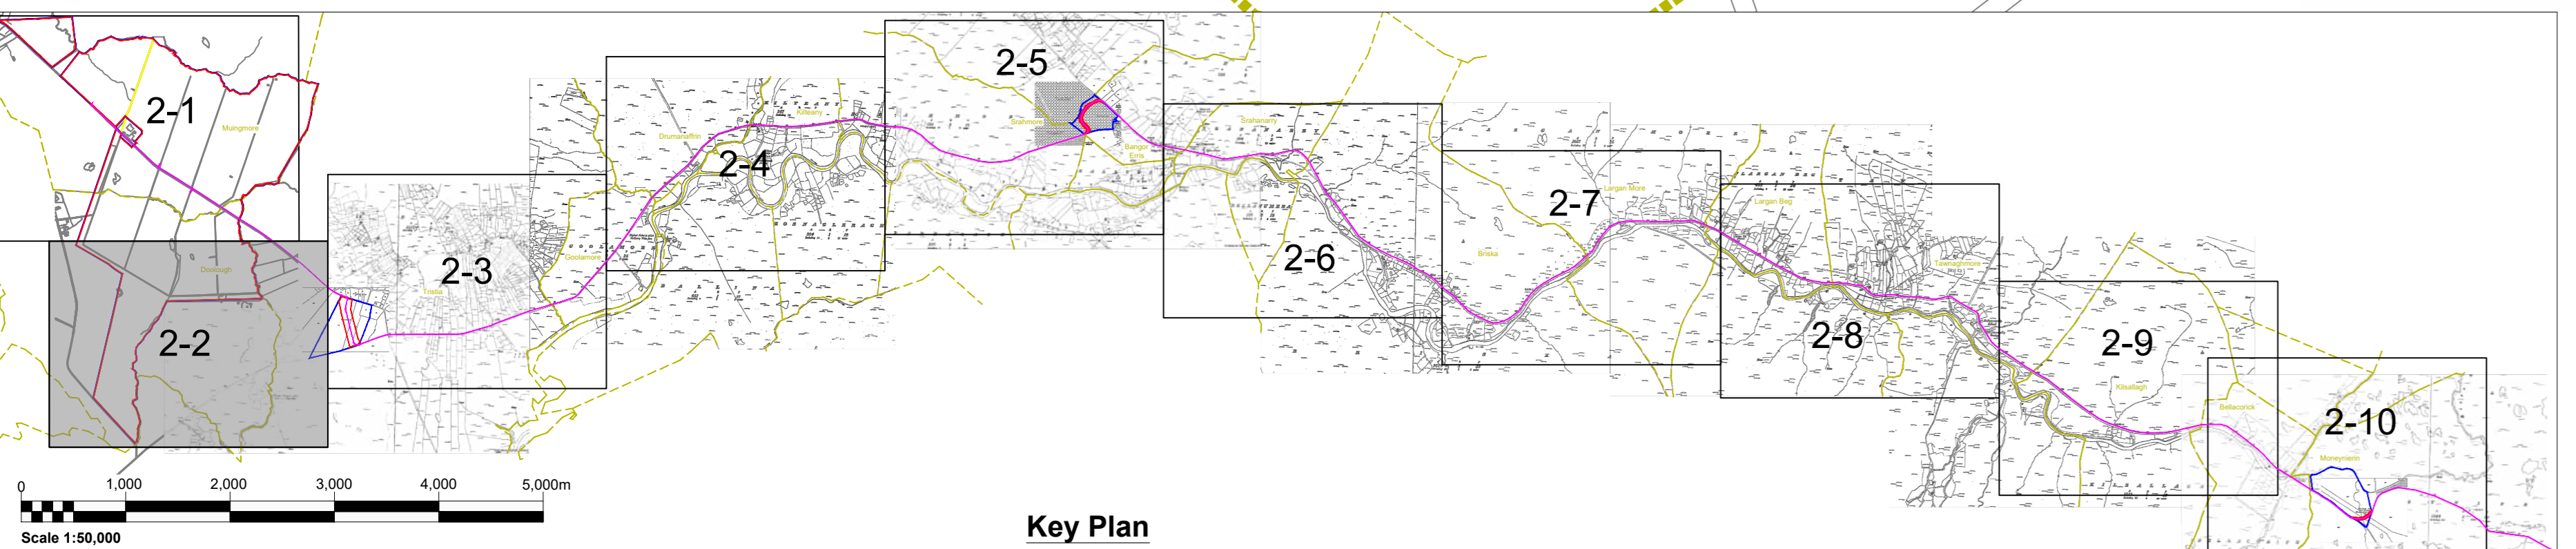 2-1
Muingmore
2-2
Doolough
2-3
Tristia
Goolamore
2-4
Drumanaffrin
Killeany
2-5
Srahmore
Bangor
Erris
Srahanarry
2-6
2-7
Largan More
Briska
Largan Beg
2-8
Tawnaghmore
2-9
Kilsallagh
Bellacorick
2-10
Moneynierin
0 1,000 2,000 3,000 4,000 5,000m
Scale 1:50,000
Key Plan